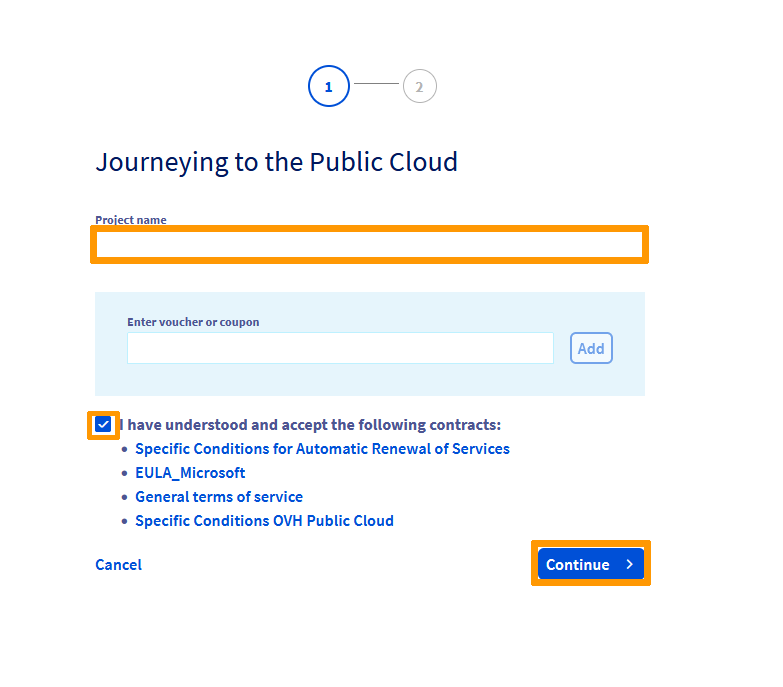 1
2
Journeying to the Public Cloud
Project name
Enter voucher or coupon
Add
I have understood and accept the following contracts:
• Specific Conditions for Automatic Renewal of Services
• EULA_Microsoft
• General terms of service
• Specific Conditions OVH Public Cloud
Cancel
Continue